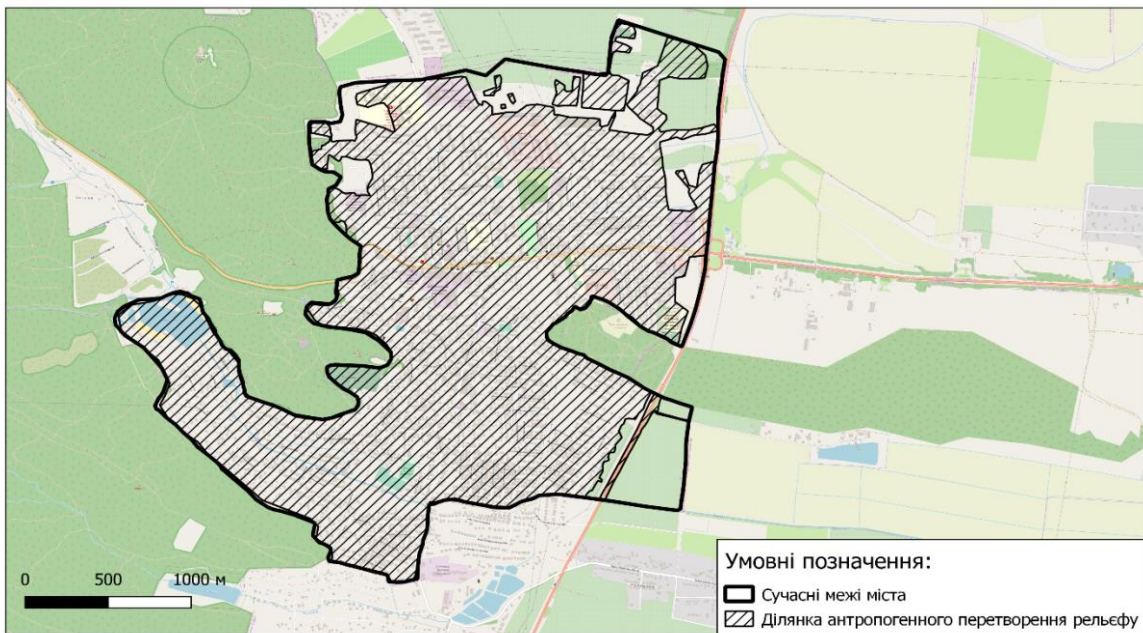 0 500 1000 м
Умовні позначення:
Сучасні межі міста
Ділянка антропогенного перетворення рельєфу